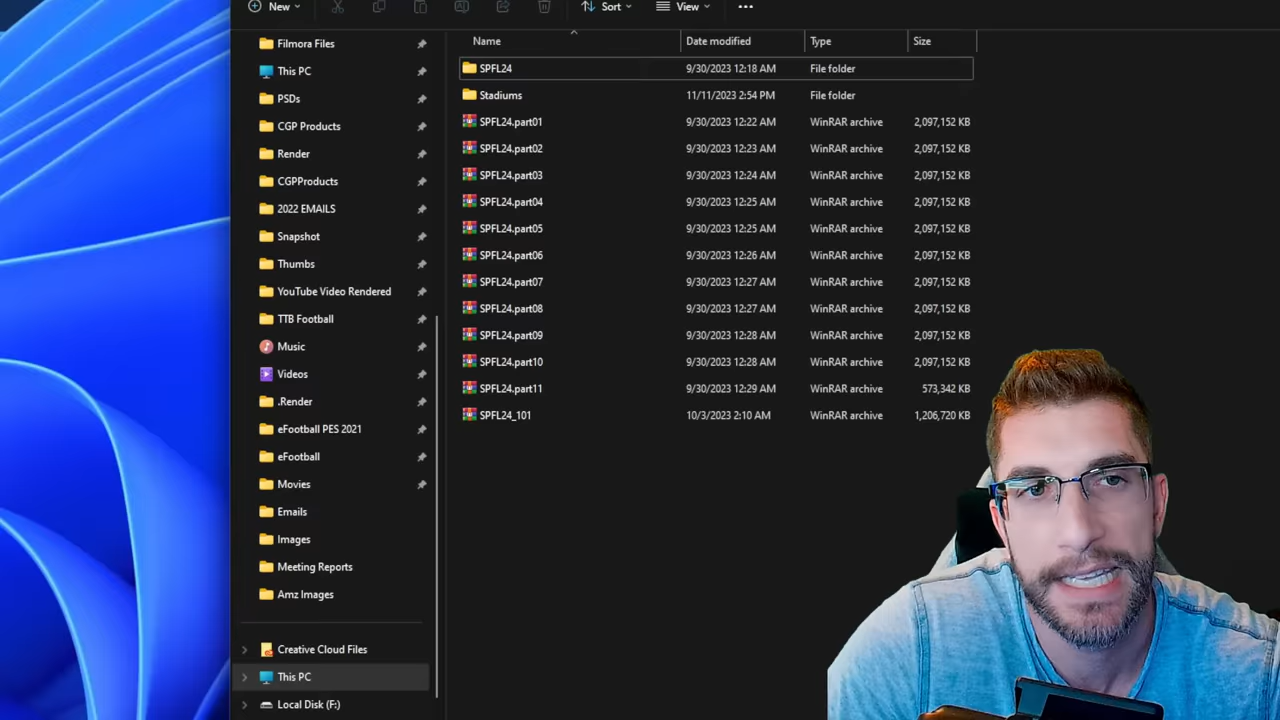 New
Sort
View
Filmora Files
This PC
PSDs
CGP Products
Render
CGPProducts
2022 EMAILS
Snapshot
Thumbs
YouTube Video Rendered
TTB Football
Music
Videos
.Render
eFootball PES 2021
eFootball
Movies
Emails
Images
Meeting Reports
Amz Images
Creative Cloud Files
This PC
Local Disk (F:)
Name Date modified Type Size
SPFL24 9/30/2023 12:18 AM File folder
Stadiums 11/11/2023 2:54 PM File folder
SPFL24.part01 9/30/2023 12:22 AM WinRAR archive 2,097,152 KB
SPFL24.part02 9/30/2023 12:23 AM WinRAR archive 2,097,152 KB
SPFL24.part03 9/30/2023 12:24 AM WinRAR archive 2,097,152 KB
SPFL24.part04 9/30/2023 12:25 AM WinRAR archive 2,097,152 KB
SPFL24.part05 9/30/2023 12:25 AM WinRAR archive 2,097,152 KB
SPFL24.part06 9/30/2023 12:26 AM WinRAR archive 2,097,152 KB
SPFL24.part07 9/30/2023 12:27 AM WinRAR archive 2,097,152 KB
SPFL24.part08 9/30/2023 12:27 AM WinRAR archive 2,097,152 KB
SPFL24.part09 9/30/2023 12:28 AM WinRAR archive 2,097,152 KB
SPFL24.part10 9/30/2023 12:28 AM WinRAR archive 2,097,152 KB
SPFL24.part11 9/30/2023 12:29 AM WinRAR archive 573,342 KB
SPFL24_101 10/3/2023 2:10 AM WinRAR archive 1,206,720 KB